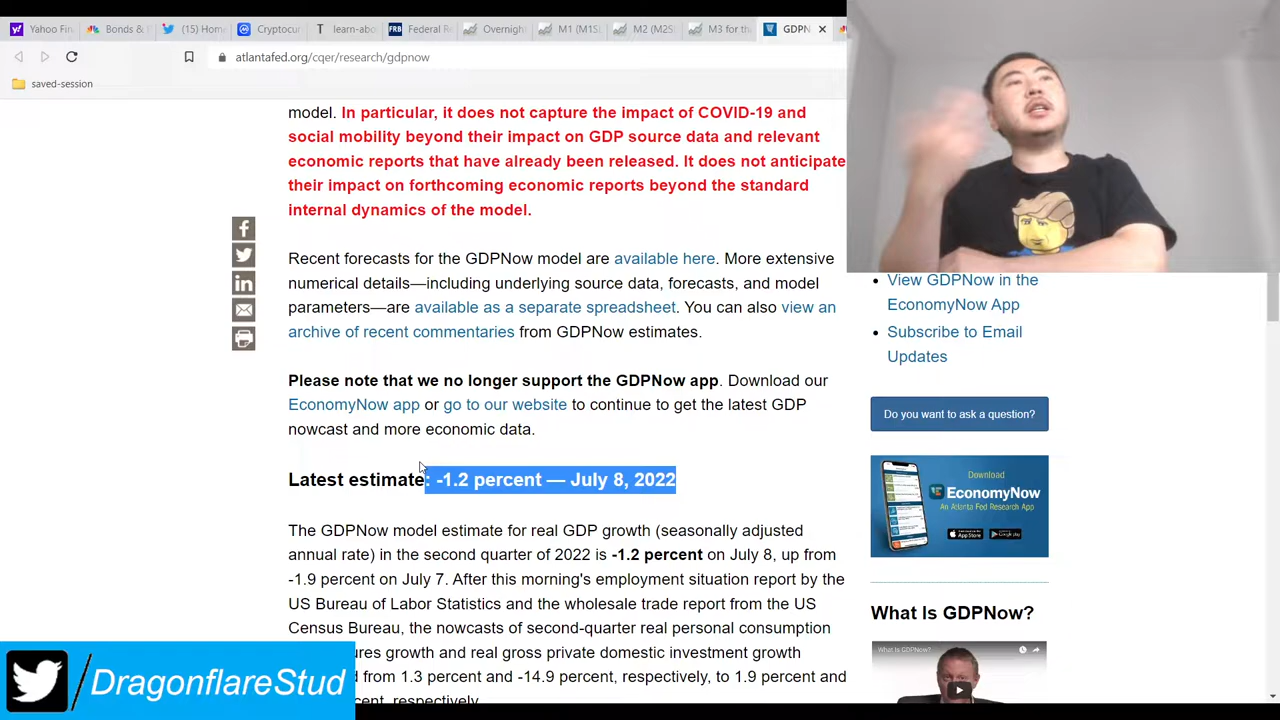 Yahoo Fin
Bonds &
(15) Hom
Cryptocur
learn-abo
FRB
Federal R
Overnigh
M1 (M1SL
M2 (M2S
M3 for th
GDPN
atlantafed.org/cqer/research/gdpnow
saved-session
model. In particular, it does not capture the impact of COVID-19 and
social mobility beyond their impact on GDP source data and relevant
economic reports that have already been released. It does not anticipate
their impact on forthcoming economic reports beyond the standard
internal dynamics of the model.
Recent forecasts for the GDPNow model are available here. More extensive
numerical details—including underlying source data, forecasts, and model
parameters—are available as a separate spreadsheet. You can also view an
archive of recent commentaries from GDPNow estimates.
Please note that we no longer support the GDPNow app. Download our
EconomyNow app or go to our website to continue to get the latest GDP
nowcast and more economic data.
Latest estimate: -1.2 percent — July 8, 2022
The GDPNow model estimate for real GDP growth (seasonally adjusted
annual rate) in the second quarter of 2022 is -1.2 percent on July 8, up from
-1.9 percent on July 7. After this morning's employment situation report by the
US Bureau of Labor Statistics and the wholesale trade report from the US
Census Bureau, the nowcasts of second-quarter real personal consumption
ures growth and real gross private domestic investment growth
d from 1.3 percent and -14.9 percent, respectively, to 1.9 percent and
cent, respectively.
View GDPNow in the
EconomyNow App
Subscribe to Email
Updates
Do you want to ask a question?
Download
EconomyNow
An Atlanta Fed Research App
App Store
Google Play
What Is GDPNow?
What Is GDPNow?
/DragonflareStud